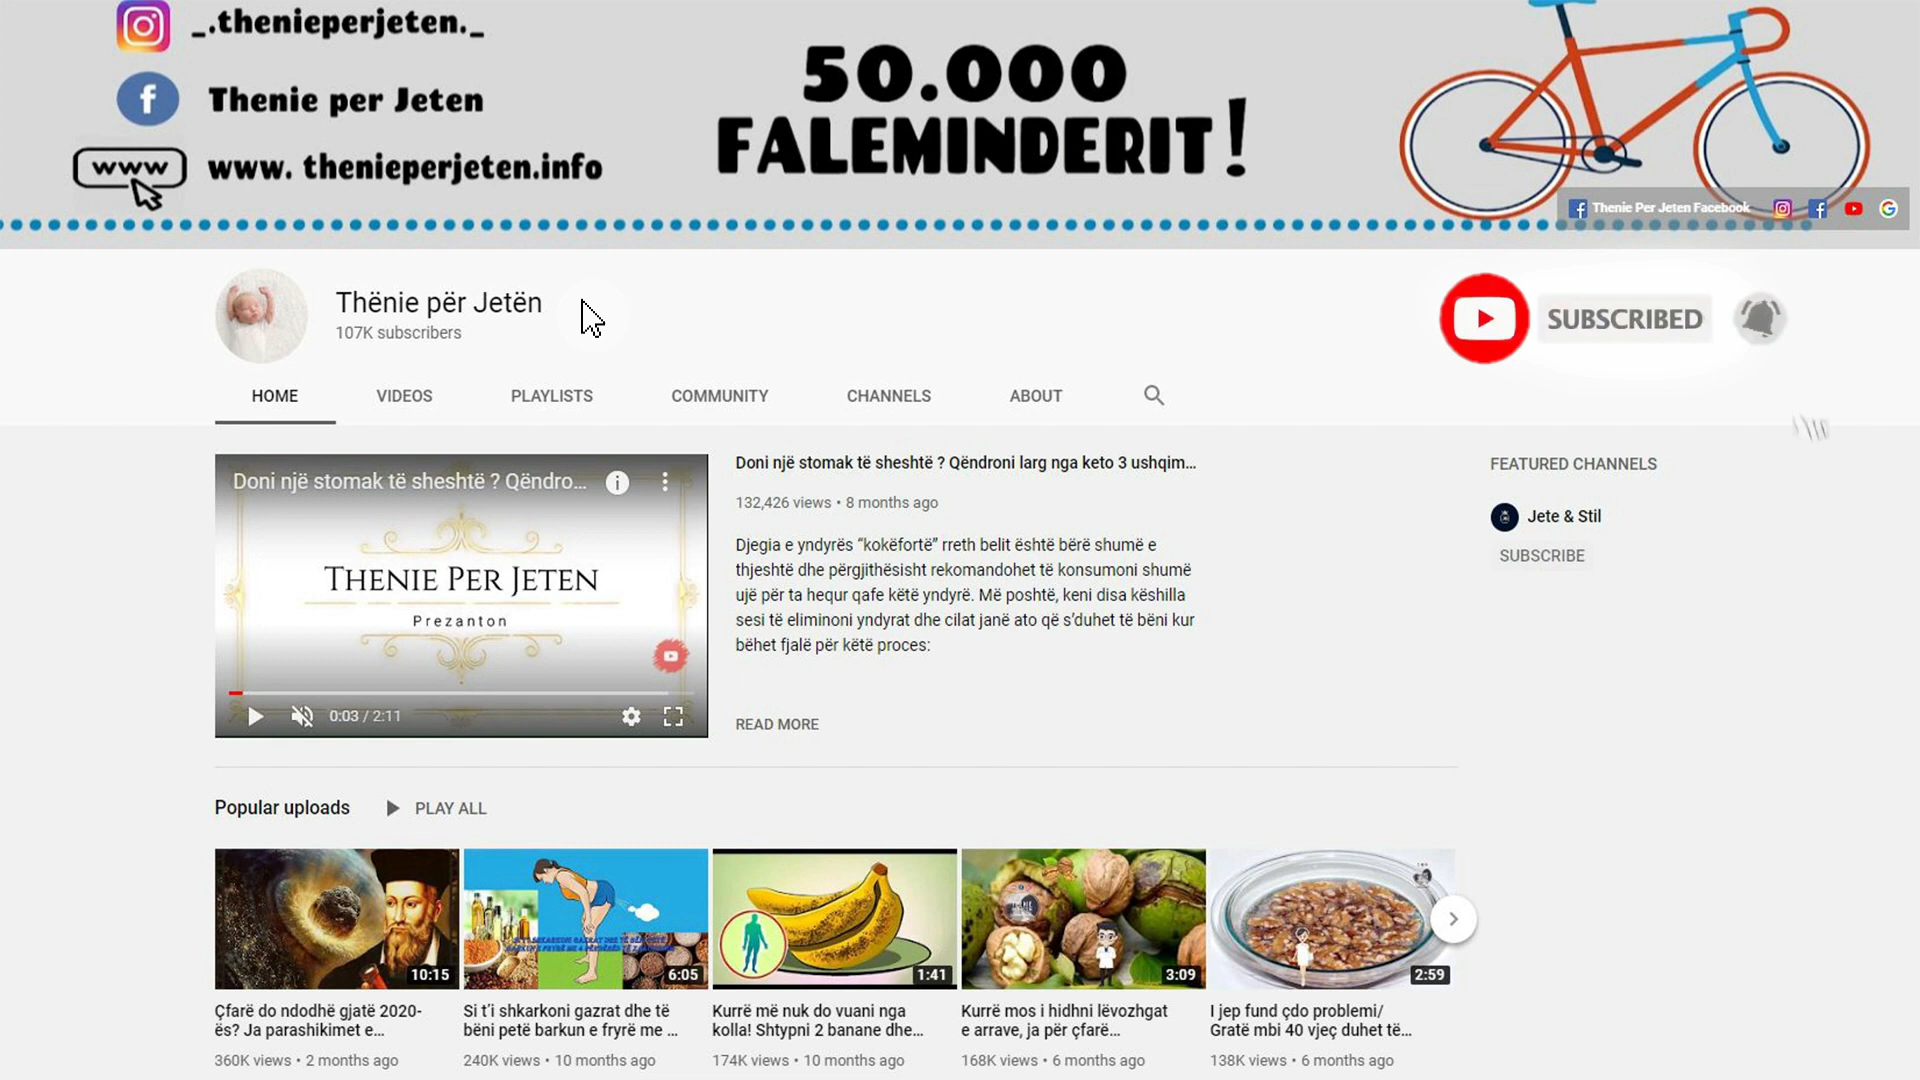 _.thenieperjeten._
Thenie per Jeten
www
www. thenieperjeten.info
50.000
FALEMINDERIT!
Thenie Per Jeten Facebook
Thënie për Jetën
107K subscribers
SUBSCRIBED
HOME
VIDEOS
PLAYLISTS
COMMUNITY
CHANNELS
ABOUT
Doni një stomak të sheshtë ? Qëndro...
THENIE PER JETEN
Prezanton
0:03 / 2:11
Doni një stomak të sheshtë ? Qëndroni larg nga keto 3 ushqim...
132,426 views • 8 months ago
Djegia e yndyrës “kokëfortë” rreth belit është bërë shumë e
thjeshtë dhe përgjithësisht rekomandohet të konsumoni shumë
ujë për ta hequr qafe këtë yndyrë. Më poshtë, keni disa këshilla
sesi të eliminoni yndyrat dhe cilat janë ato që s’duhet të bëni kur
bëhet fjalë për këtë proces:
READ MORE
FEATURED CHANNELS
Jete & Stil
SUBSCRIBE
Popular uploads
PLAY ALL
10:15
Çfarë do ndodhë gjatë 2020-
ës? Ja parashikimet e...
360K views • 2 months ago
6:05
Si t’i shkarkoni gazrat dhe të
bëni petë barkun e fryrë me ...
240K views • 10 months ago
1:41
Kurrë më nuk do vuani nga
kolla! Shtypni 2 banane dhe...
174K views • 10 months ago
3:09
Kurrë mos i hidhni lëvozhgat
e arrave, ja për çfarë...
168K views • 6 months ago
2:59
I jep fund çdo problemi/
Gratë mbi 40 vjeç duhet të...
138K views • 6 months ago